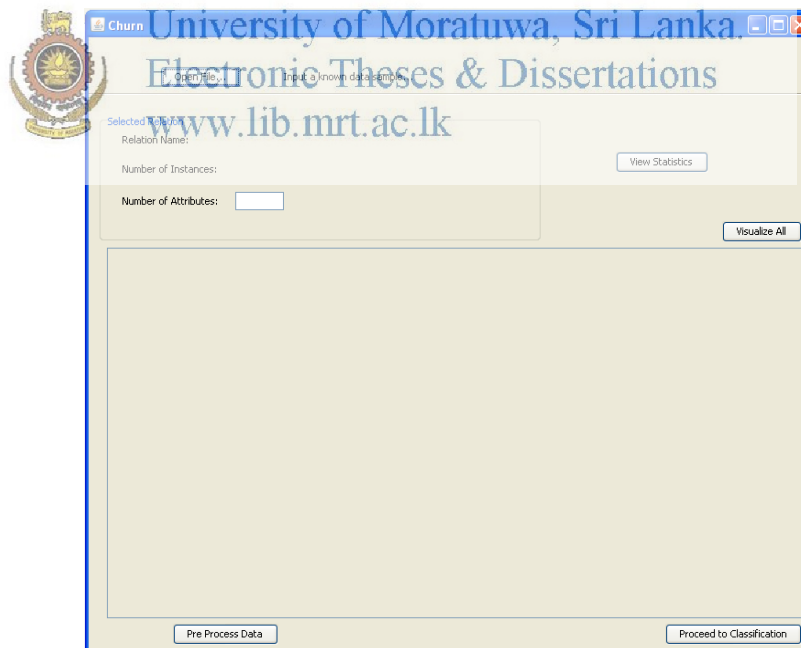 Churn
University of Moratuwa, Sri Lanka.
Electronic Theses & Dissertations
www.lib.mrt.ac.lk
Open file...
Input a known data sample...
Selected Relation
Relation Name:
Number of Instances:
Number of Attributes:
View Statistics
Visualize All
Pre Process Data
Proceed to Classification